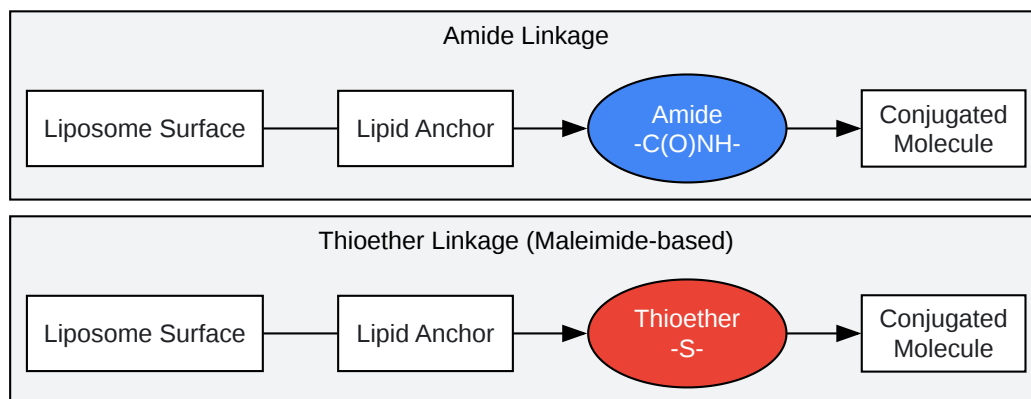 Amide Linkage
Liposome Surface
Lipid Anchor
Amide
-C(O)NH-
Conjugated
Molecule
Thioether Linkage (Maleimide-based)
Liposome Surface
Lipid Anchor
Thioether
-S-
Conjugated
Molecule